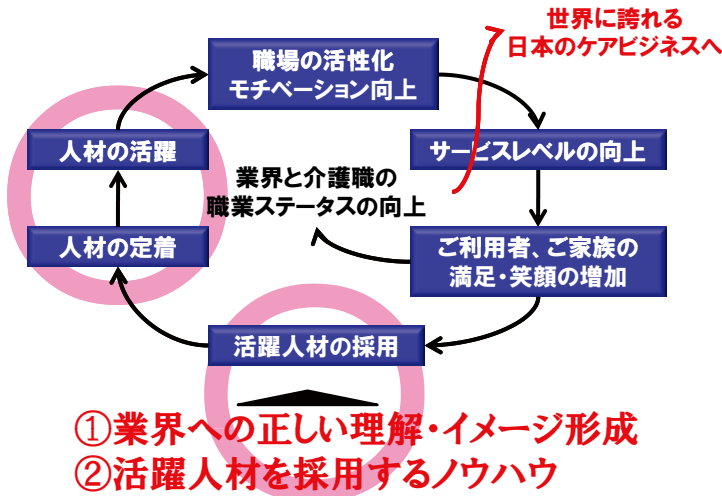 世界に誇れる
日本のケアビジネスへ
職場の活性化
モチベーション向上
人材の活躍
サービスレベルの向上
業界と介護職の
職業ステータスの向上
人材の定着
ご利用者、ご家族の
満足・笑顔の増加
活躍人材の採用
①業界への正しい理解・イメージ形成
②活躍人材を採用するノウハウ